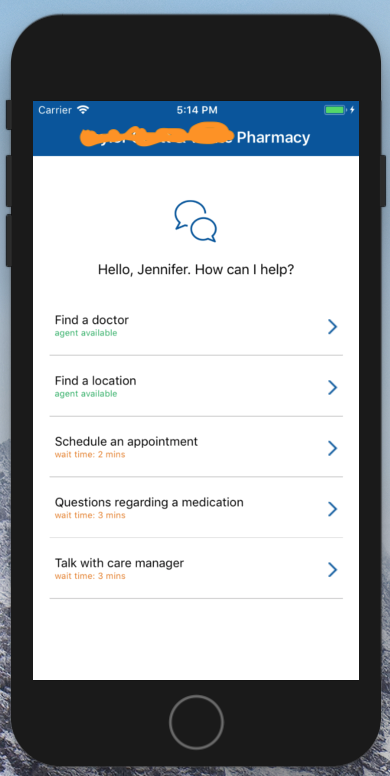 Carrier 5:14 PM
Pharmacy
Hello, Jennifer. How can I help?
Find a doctor
agent available
Find a location
agent available
Schedule an appointment
wait time: 2 mins
Questions regarding a medication
wait time: 3 mins
Talk with care manager
wait time: 3 mins